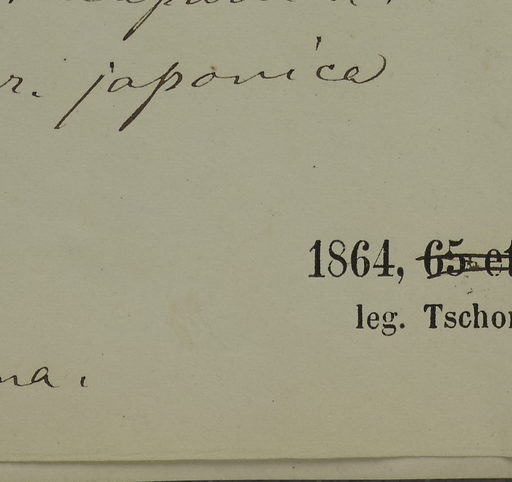 r. japonica
1864, 65 et
leg. Tschon
na.